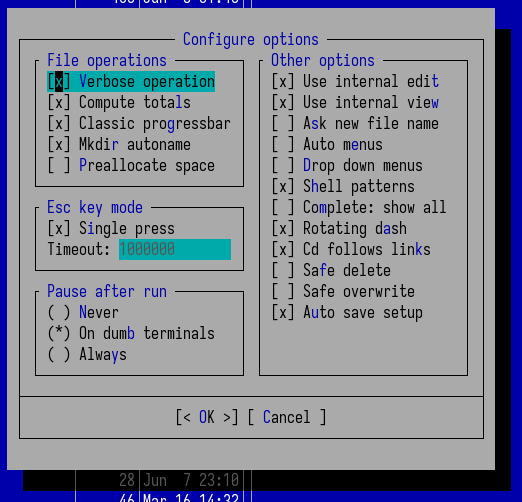 Configure options
File operations
[x] Verbose operation
[x] Compute totals
[x] Classic progressbar
[x] Mkdir autoname
[ ] Preallocate space
Esc key mode
[x] Single press
Timeout: 1000000
Pause after run
( ) Never
(*) On dumb terminals
( ) Always
Other options
[x] Use internal edit
[x] Use internal view
[ ] Ask new file name
[ ] Auto menus
[ ] Drop down menus
[x] Shell patterns
[ ] Complete: show all
[x] Rotating dash
[x] Cd follows links
[ ] Safe delete
[ ] Safe overwrite
[x] Auto save setup
[< OK >] [ Cancel ]
28 Jun  7 23:10
46 Mar 16 14:32